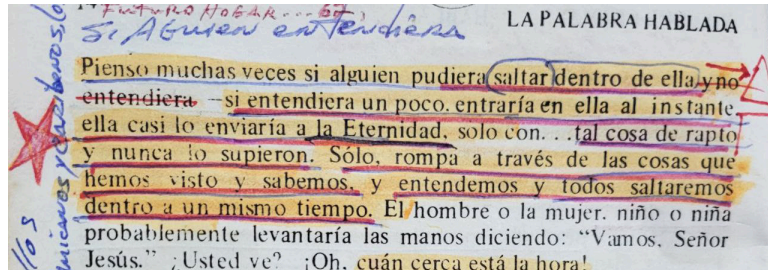 FUTURO HOGAR... 67,
LA PALABRA HABLADA
Si AGuien entendiera
Pienso muchas veces si alguien pudiera saltar dentro de ella y no
entendiera —si entendiera un poco. entraría en ella al instante
ella casi lo enviaría a la Eternidad, solo con. . .tal cosa de rapto
y nunca lo supieron. Sólo, rompa a través de las cosas que
hemos visto y sabemos, y entendemos y todos saltaremos
dentro a un mismo tiempo. El hombre o la mujer. niño o niña
probablemente levantaría las manos diciendo: “Vamos, Señor
Jesús.” ¿Usted ve? ¡Oh, cuán cerca está la hora!